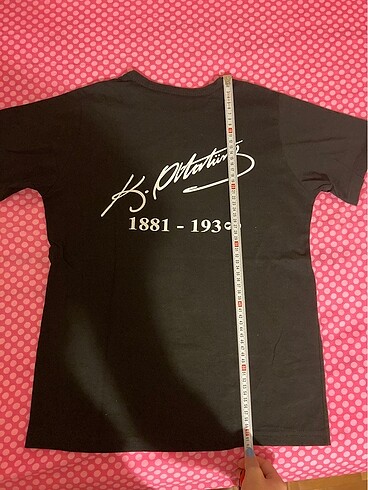 K. Atatürk
1881 - 193